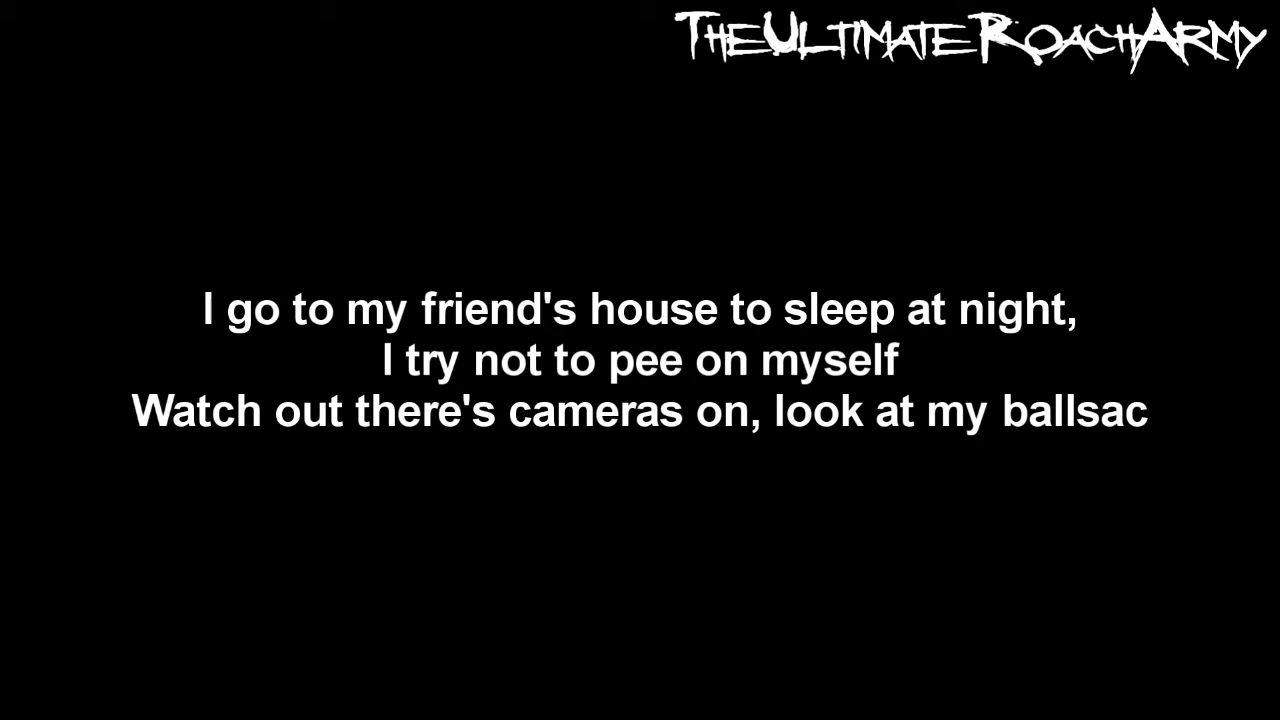 TheUltimateRoachArmy
I go to my friend's house to sleep at night,
I try not to pee on myself
Watch out there's cameras on, look at my ballsac